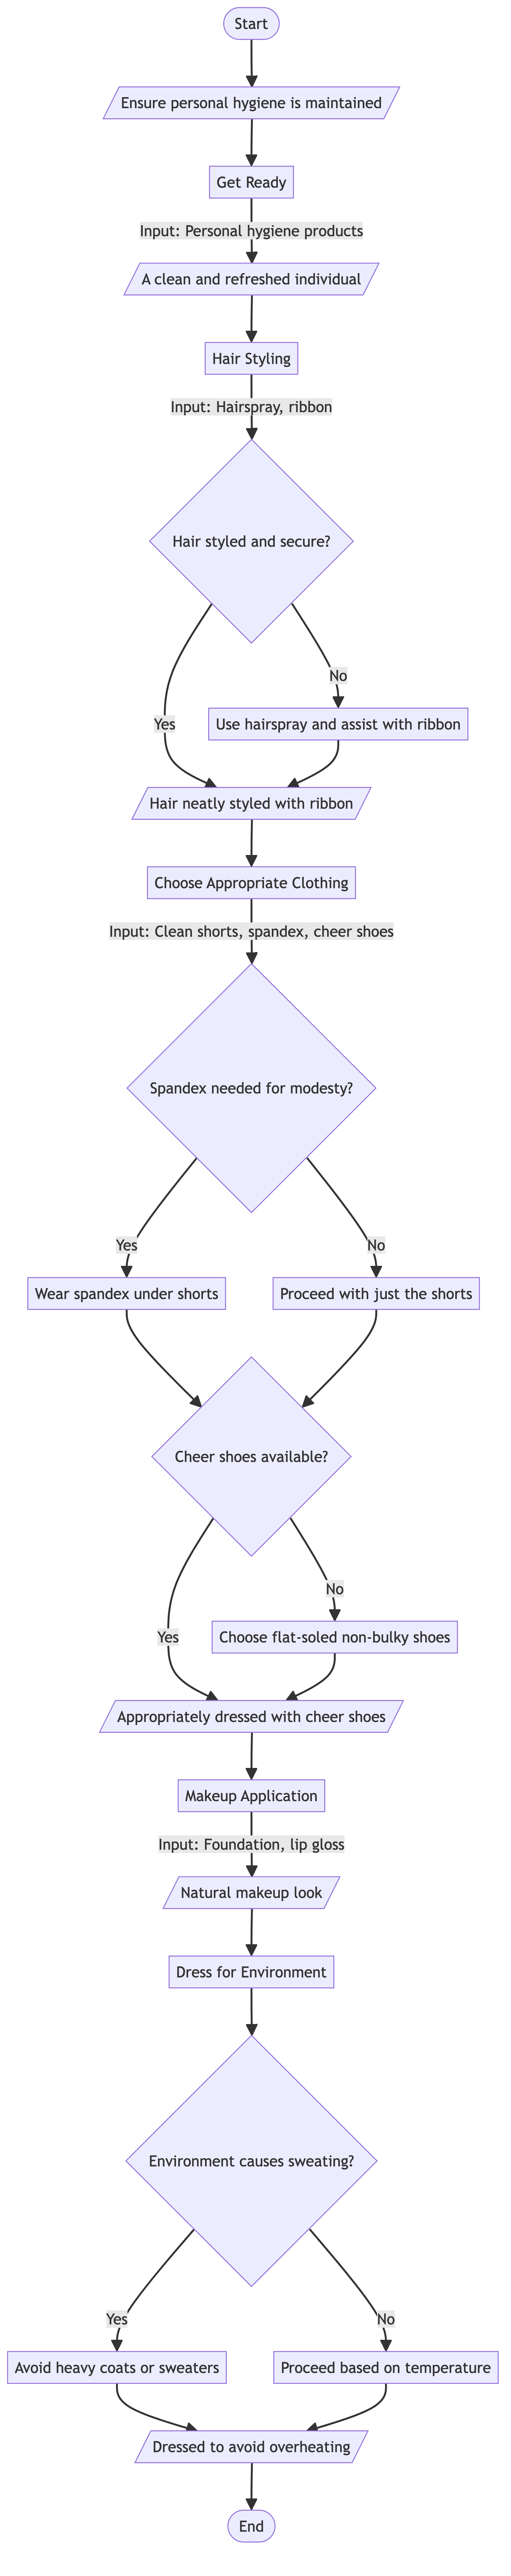 Start
Ensure personal hygiene is maintained
Get Ready
Input: Personal hygiene products
A clean and refreshed individual
Hair Styling
Input: Hairspray, ribbon
Hair styled and secure?
No
Yes
Use hairspray and assist with ribbon
Hair neatly styled with ribbon
Choose Appropriate Clothing
Input: Clean shorts, spandex, cheer shoes
Spandex needed for modesty?
Yes
No
Wear spandex under shorts
Proceed with just the shorts
Cheer shoes available?
No
Yes
Choose flat-soled non-bulky shoes
Appropriately dressed with cheer shoes
Makeup Application
Input: Foundation, lip gloss
Natural makeup look
Dress for Environment
Environment causes sweating?
Yes
No
Avoid heavy coats or sweaters
Proceed based on temperature
Dressed to avoid overheating
End